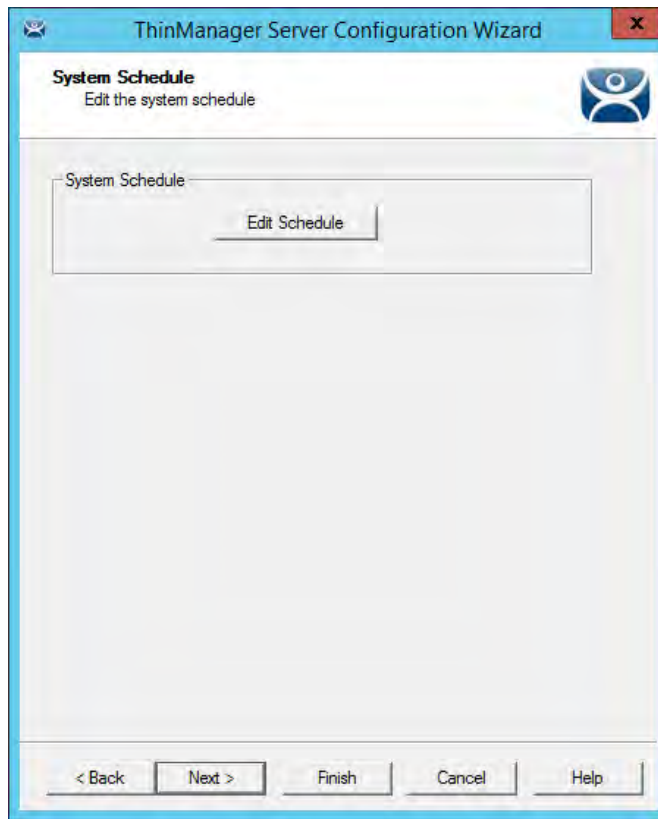 ThinManager Server Configuration Wizard
x
System Schedule
Edit the system schedule
System Schedule
Edit Schedule
< Back Next > Finish Cancel Help